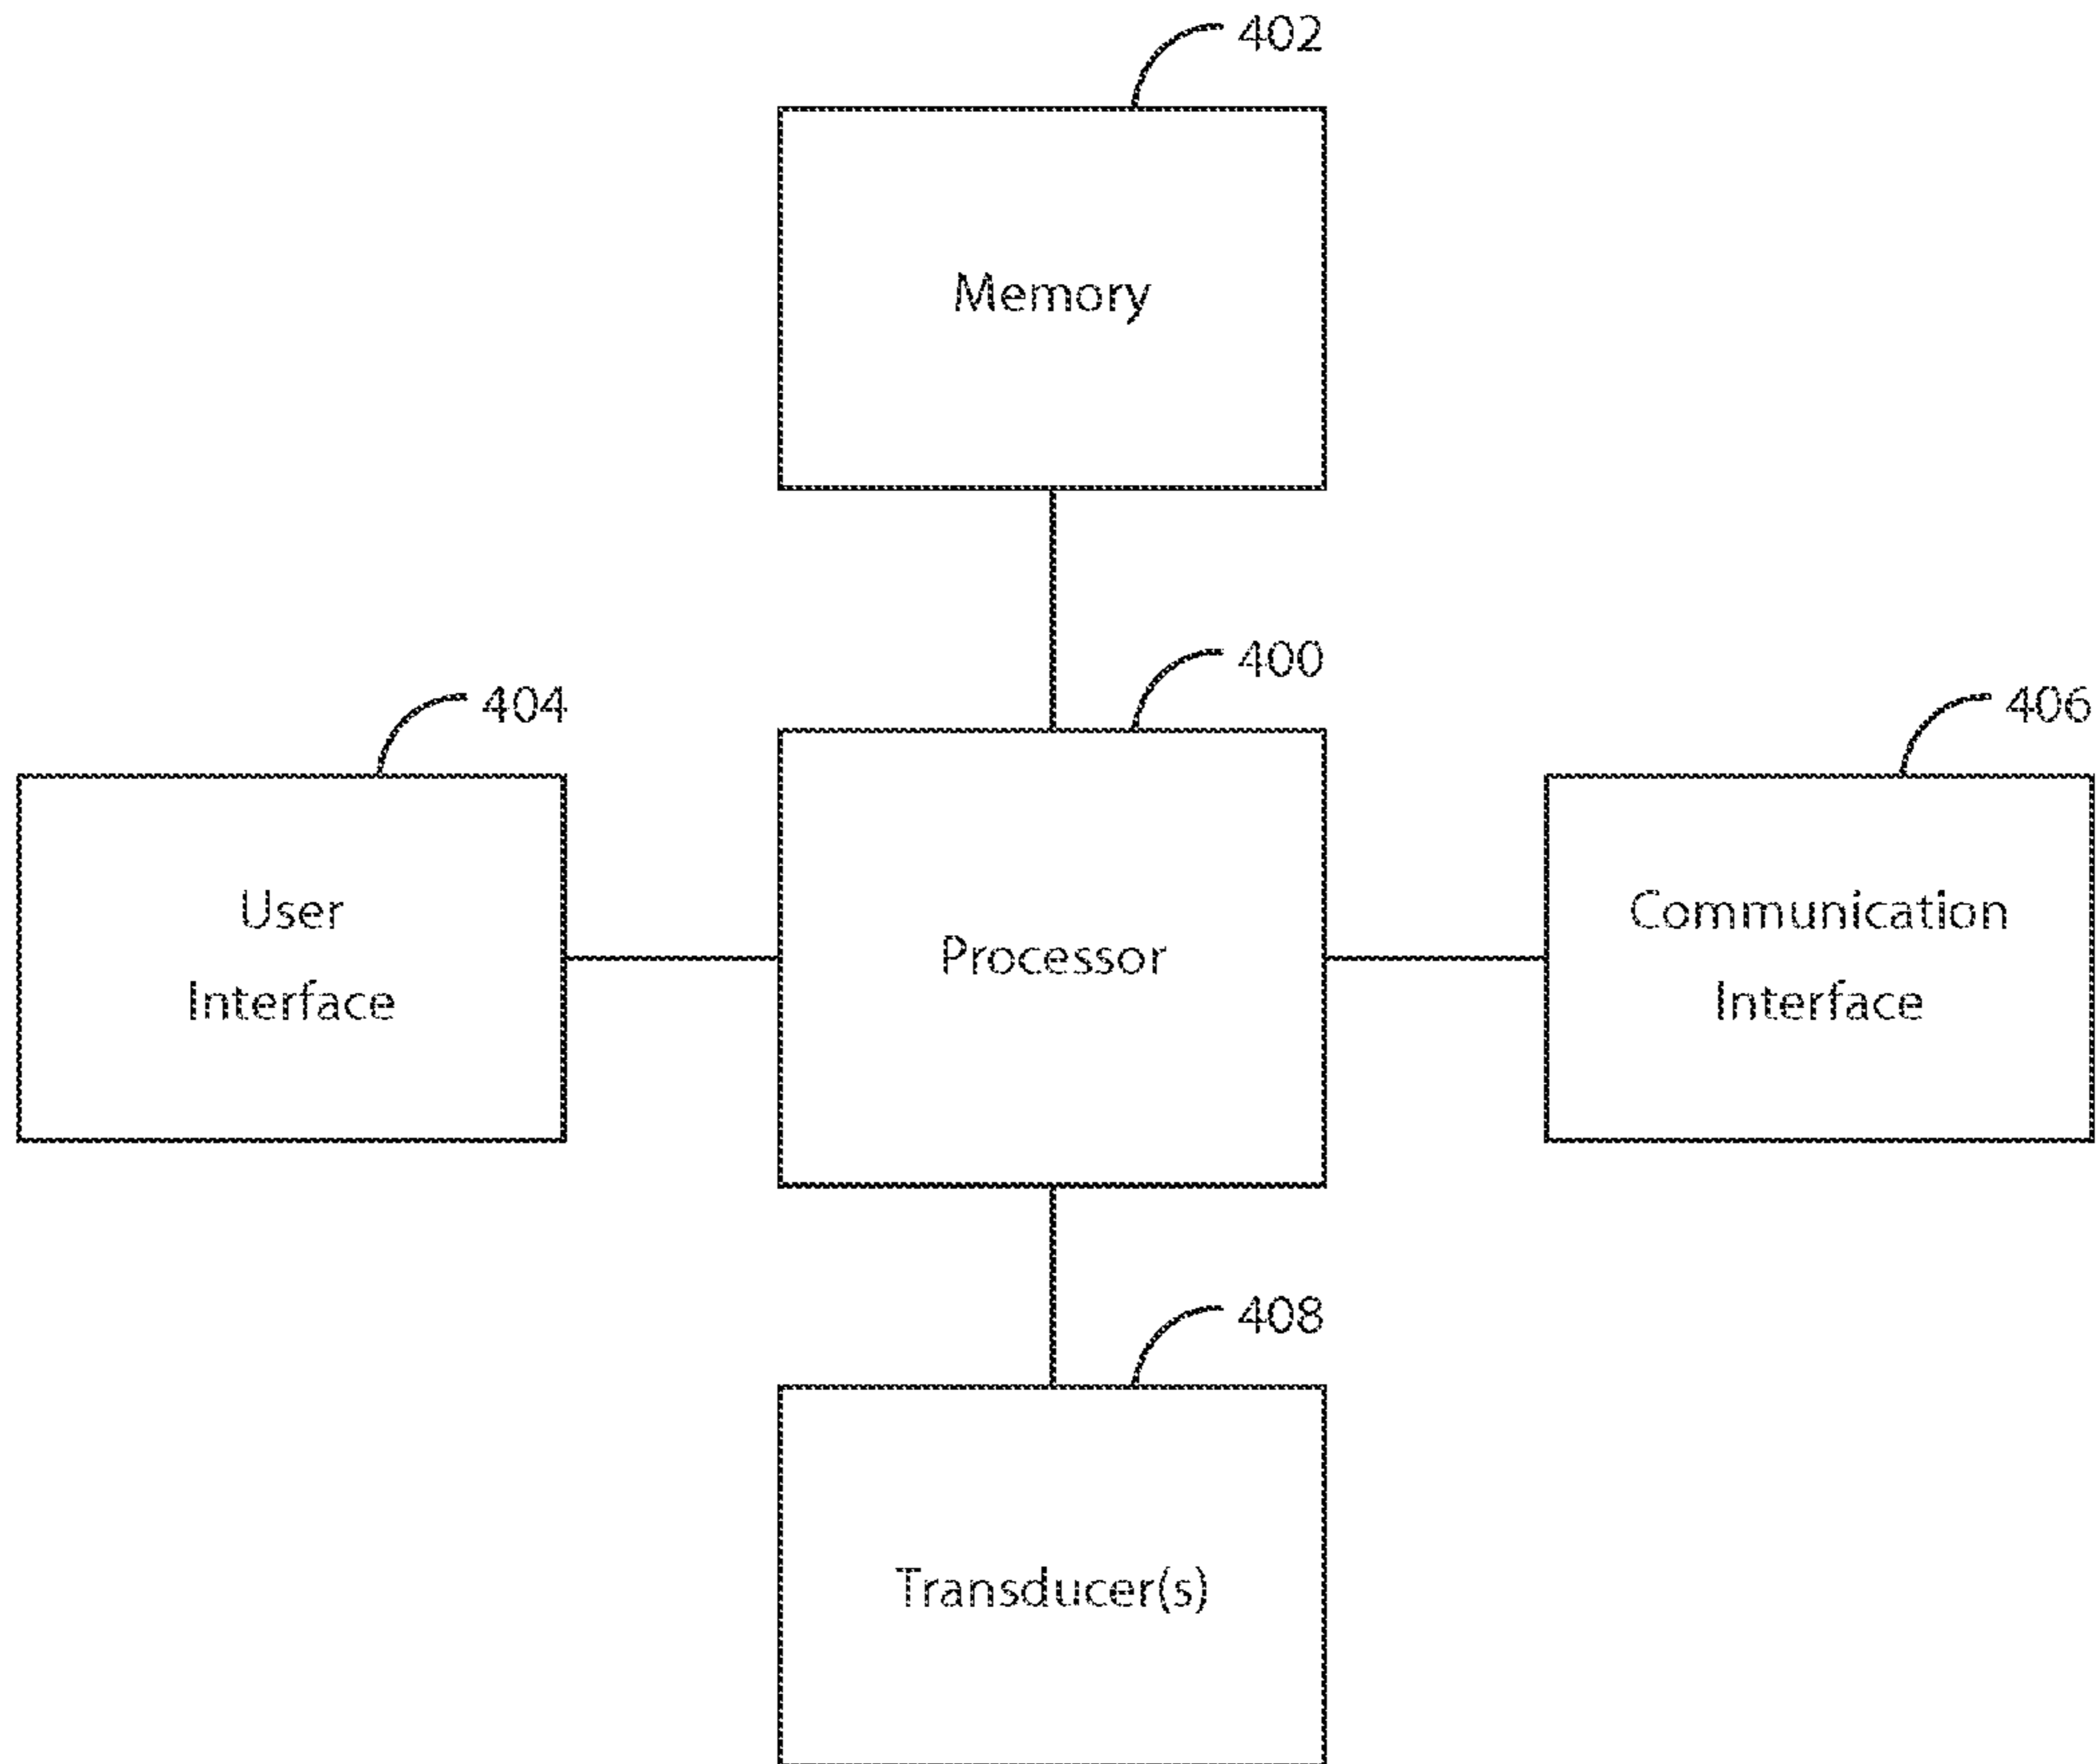 402
Memory
400
404
406
User
Interface
Processor
Communication
Interface
408
Transducer(s)